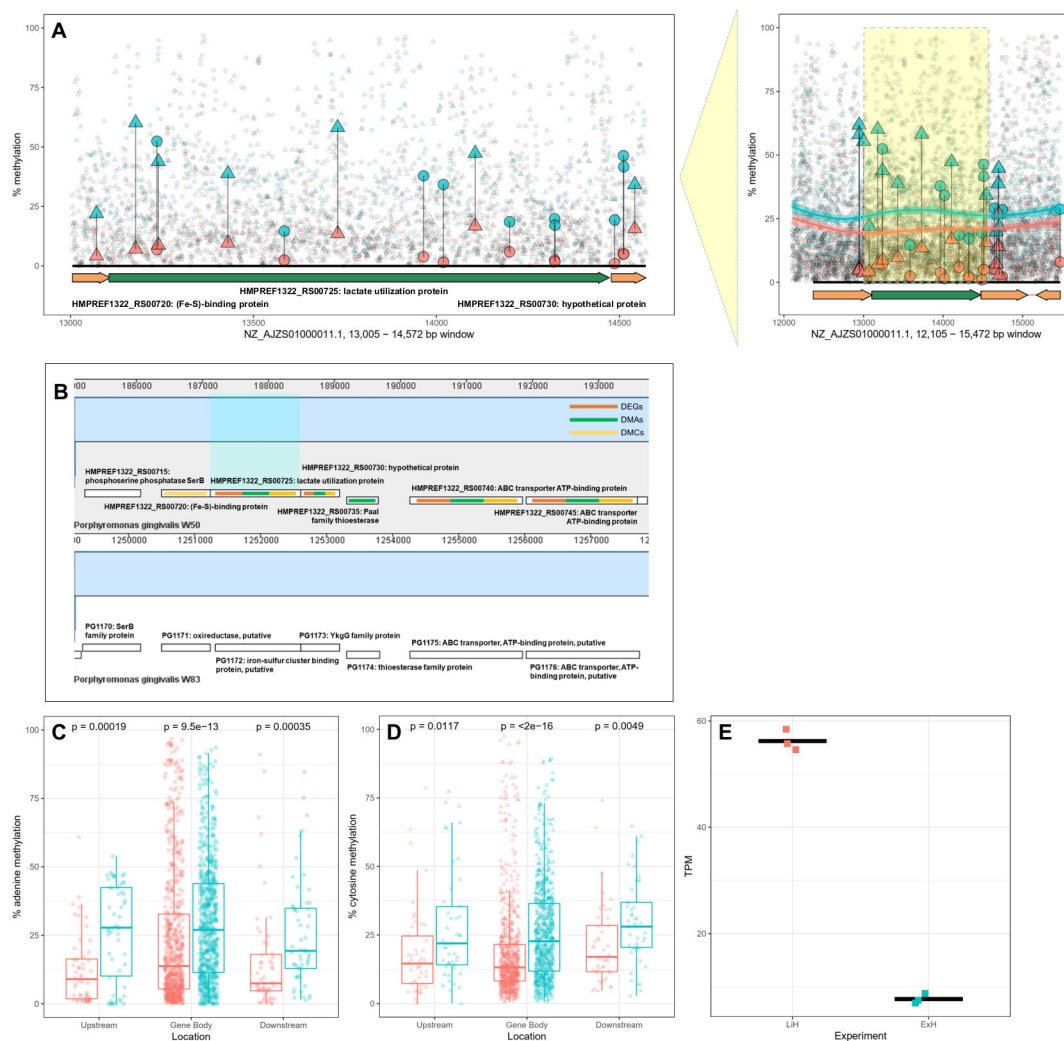 A
% methylation
100
75
50
25
0
HMPREF1322_RS00725: lactate utilization protein
HMPREF1322_RS00720: (Fe-S)-binding protein
HMPREF1322_RS00730: hypothetical protein
13000
13500
14000
14500
NZ_AJZS01000011.1, 13,005 − 14,572 bp window
% methylation
100
75
50
25
0
12000
13000
14000
15000
NZ_AJZS01000011.1, 12,105 − 15,472 bp window
B
)00 186000 187000 188000 189000 190000 191000 192000 193000
DEGs
DMAs
DMCs
HMPREF1322_RS00730: hypothetical protein
HMPREF1322_RS00715:
phosphoserine phosphatase SerB
HMPREF1322_RS00725: lactate utilization protein
HMPREF1322_RS00740: ABC transporter ATP-binding protein
HMPREF1322_RS00720: (Fe-S)-binding protein
HMPREF1322_RS00735: PaaI
family thioesterase
HMPREF1322_RS00745: ABC transporter
ATP-binding protein
Porphyromonas gingivalis W50
00 1250000 1251000 1252000 1253000 1254000 1255000 1256000 1257000 12
PG1170: SerB
family protein
PG1171: oxireductase, putative
PG1173: YkgG family protein
PG1175: ABC transporter, ATP-binding protein, putative
PG1172: iron-sulfur cluster binding
protein, putative
PG1174: thioesterase family protein
PG1176: ABC transporter, ATP-
binding protein, putative
Porphyromonas gingivalis W83
C
p = 0.00019
p = 9.5e−13
p = 0.00035
% adenine methylation
100
75
50
25
0
Upstream
Gene Body
Downstream
Location
D
p = 0.0117
p = <2e−16
p = 0.0049
% cytosine methylation
100
75
50
25
0
Upstream
Gene Body
Downstream
Location
E
TPM
60
40
20
LiH
ExH
Experiment